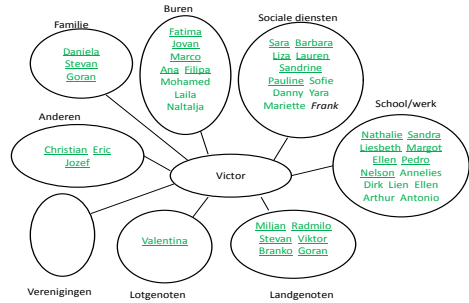 Familie
Daniela
Stevan
Goran
Buren
Fatima
Jovan
Marco
Ana Filipa
Mohamed
Laila
Naltalja
Sociale diensten
Sara Barbara
Liza Lauren
Sandrine
Pauline Sofie
Danny Yara
Mariette Frank
School/werk
Nathalie Sandra
Liesbeth Margot
Ellen Pedro
Nelson Annelies
Dirk Lien Ellen
Arthur Antonio
Anderen
Christian Eric
Jozef
Victor
Verenigingen
Valentina
Lotgenoten
Miljan Radmilo
Stevan Viktor
Branko Goran
Landgenoten